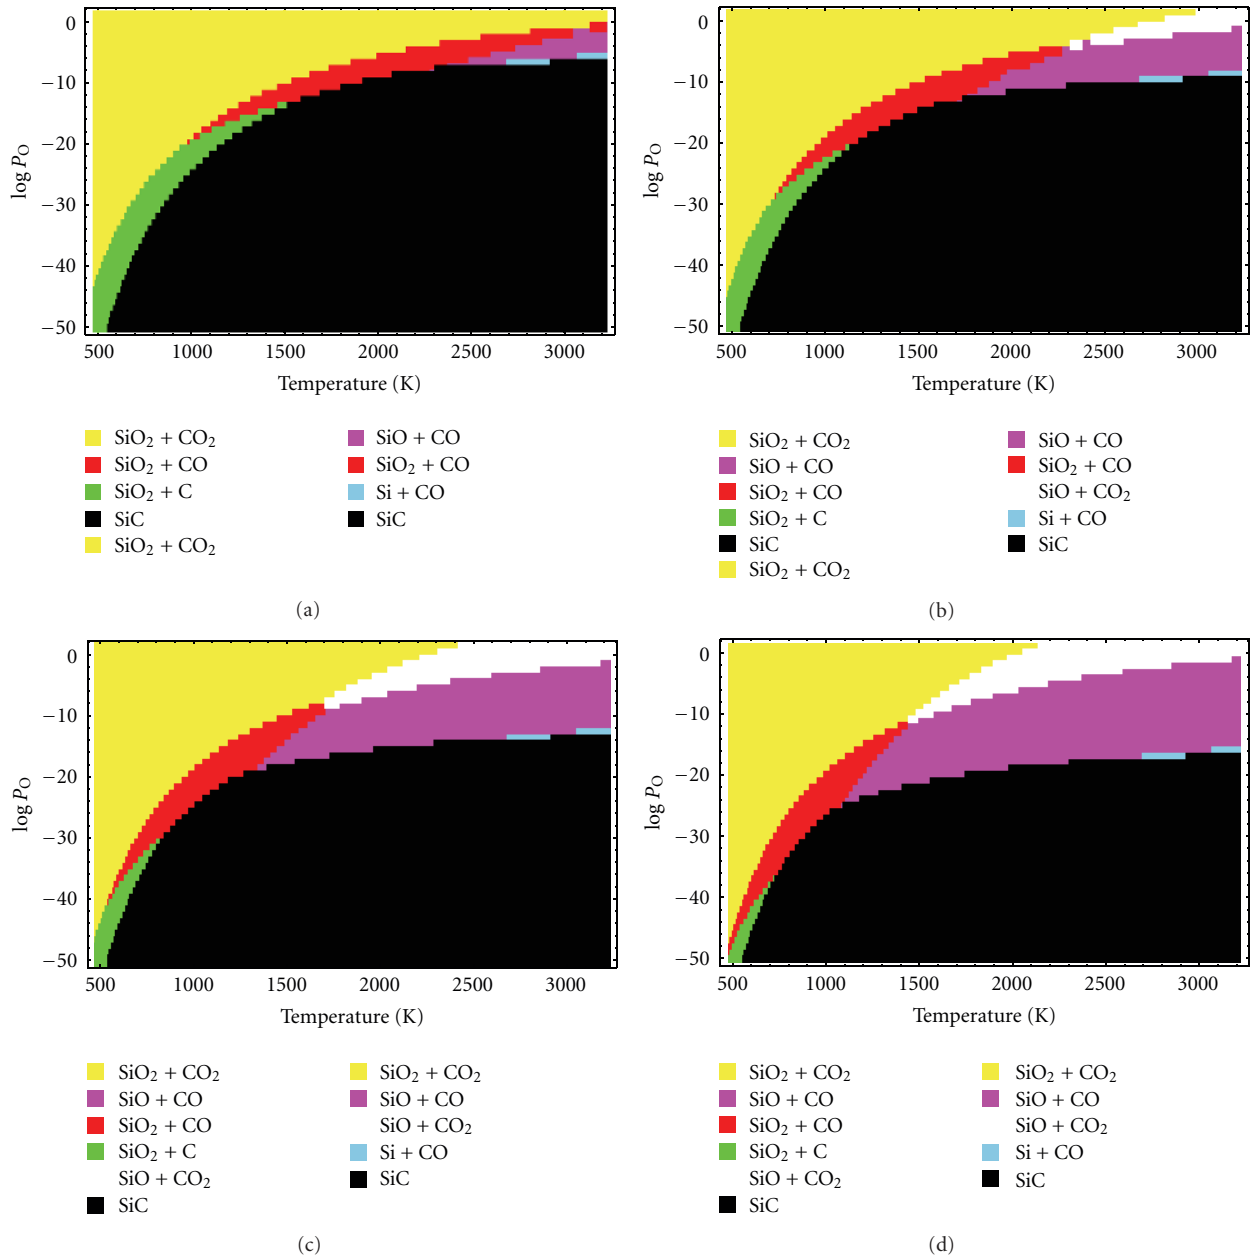 0
−10
−20
−30
−40
−50
log P_O
500 1000 1500 2000 2500 3000
Temperature (K)
SiO₂ + CO₂
SiO₂ + CO
SiO₂ + C
SiC
SiO₂ + CO₂
SiO + CO
SiO₂ + CO
Si + CO
SiC
(a)
0
−10
−20
−30
−40
−50
log P_O
500 1000 1500 2000 2500 3000
Temperature (K)
SiO₂ + CO₂
SiO + CO
SiO₂ + CO
SiO₂ + C
SiC
SiO₂ + CO₂
SiO + CO
SiO₂ + CO
SiO + CO₂
Si + CO
SiC
(b)
0
−10
−20
−30
−40
−50
log P_O
500 1000 1500 2000 2500 3000
Temperature (K)
SiO₂ + CO₂
SiO + CO
SiO₂ + CO
SiO₂ + C
SiO + CO₂
SiC
SiO₂ + CO₂
SiO + CO
SiO + CO₂
Si + CO
SiC
(c)
0
−10
−20
−30
−40
−50
log P_O
500 1000 1500 2000 2500 3000
Temperature (K)
SiO₂ + CO₂
SiO + CO
SiO₂ + CO
SiO₂ + C
SiO + CO₂
SiC
SiO₂ + CO₂
SiO + CO
SiO + CO₂
Si + CO
SiC
(d)